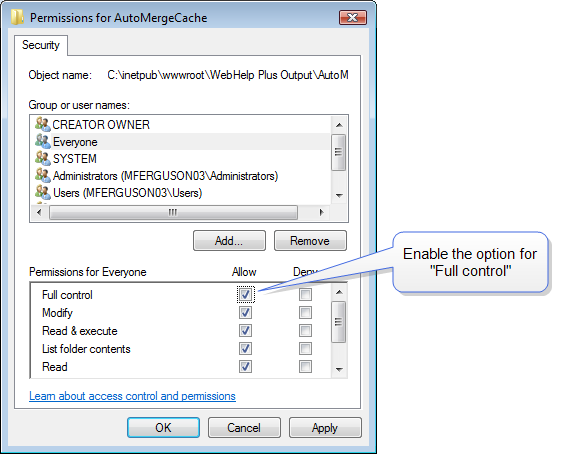 Permissions for AutoMergeCache
Security
Object name: C:\inetpub\wwwroot\WebHelp Plus Output\AutoM
Group or user names:
CREATOR OWNER
Everyone
SYSTEM
Administrators (MFERGUSON03\Administrators)
Users (MFERGUSON03\Users)
Add... Remove
Enable the option for
"Full control"
Permissions for Everyone Allow Deny
Full control
Modify
Read & execute
List folder contents
Read
Learn about access control and permissions
OK Cancel Apply